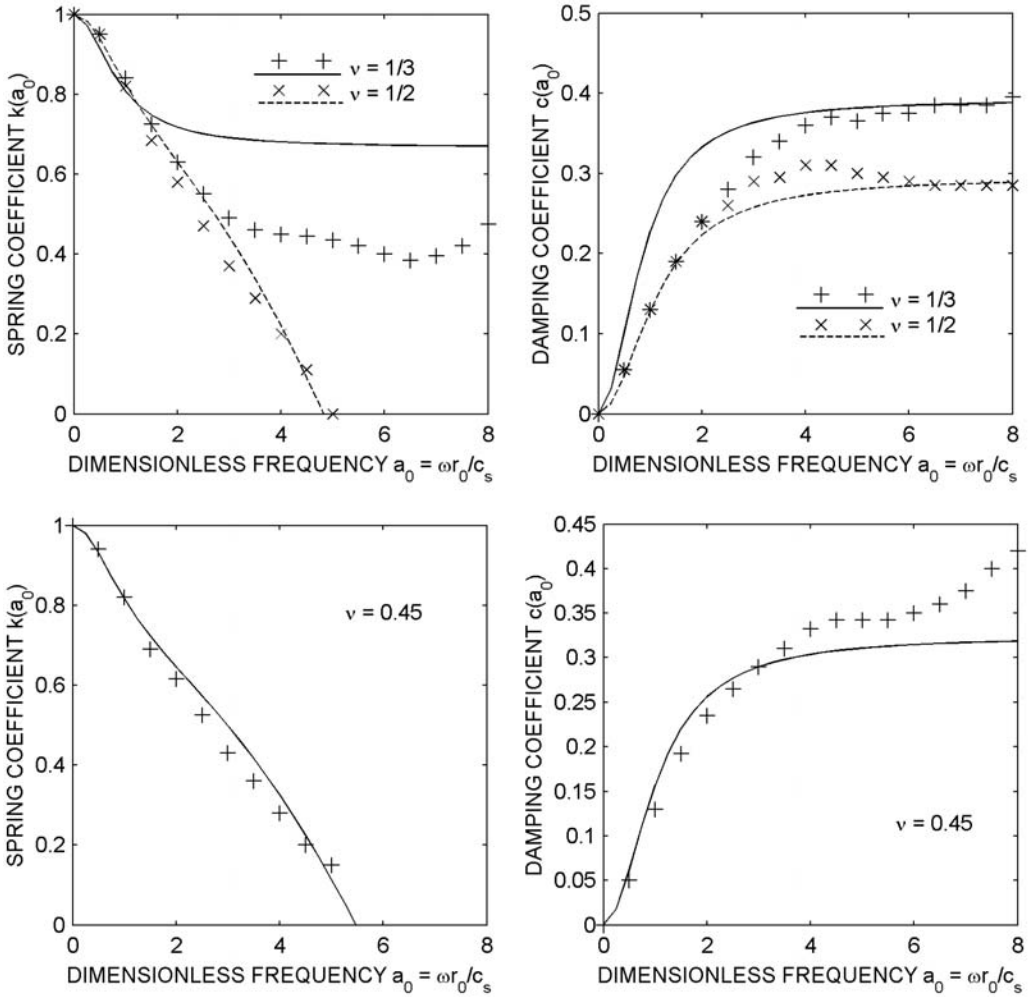 SPRING COEFFICIENT k(a₀)
1
0.8
0.6
0.4
0.2
0
ν = 1/3
ν = 1/2
0 2 4 6 8
DIMENSIONLESS FREQUENCY a₀ = ωr₀/cₛ
DAMPING COEFFICIENT c(a₀)
0.5
0.4
0.3
0.2
0.1
0
ν = 1/3
ν = 1/2
0 2 4 6 8
DIMENSIONLESS FREQUENCY a₀ = ωr₀/cₛ
SPRING COEFFICIENT k(a₀)
1
0.8
0.6
0.4
0.2
0
ν = 0.45
0 2 4 6 8
DIMENSIONLESS FREQUENCY a₀ = ωr₀/cₛ
DAMPING COEFFICIENT c(a₀)
0.45
0.4
0.35
0.3
0.25
0.2
0.15
0.1
0.05
0
ν = 0.45
0 2 4 6 8
DIMENSIONLESS FREQUENCY a₀ = ωr₀/cₛ